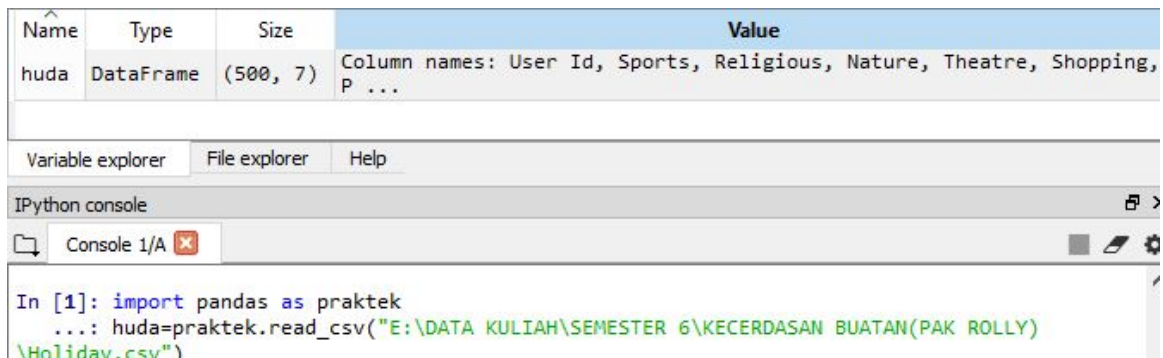 Name Type Size Value
huda DataFrame (500, 7) Column names: User Id, Sports, Religious, Nature, Theatre, Shopping,
P ...
Variable explorer File explorer Help
IPython console
Console 1/A
In [1]: import pandas as praktek
...: huda=praktek.read_csv("E:\DATA KULIAH\SEMESTER 6\KECERDASAN BUATAN(PAK ROLLY)
\Holiday.csv")